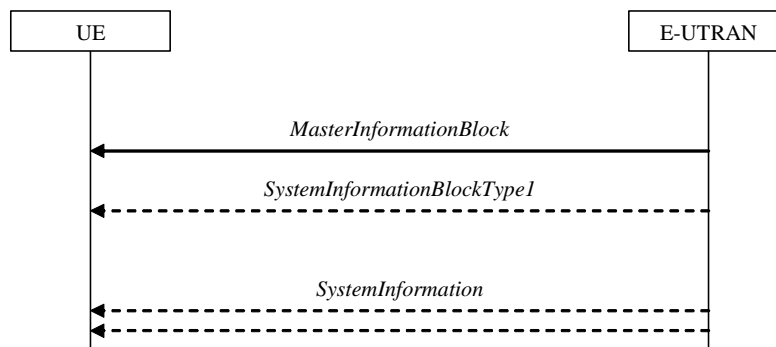 UE
E-UTRAN
MasterInformationBlock
SystemInformationBlockType1
SystemInformation